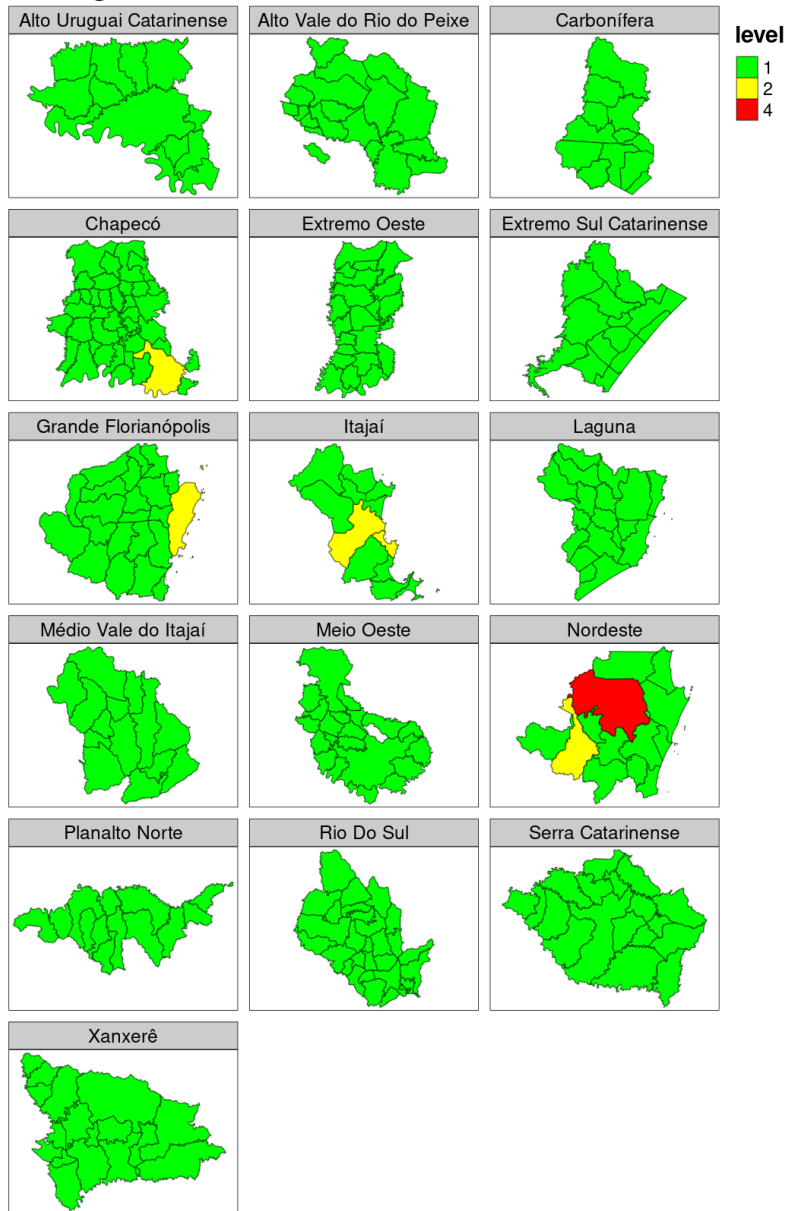 Alto Uruguai Catarinense
Alto Vale do Rio do Peixe
Carbonífera
level
1
2
4
Chapecó
Extremo Oeste
Extremo Sul Catarinense
Grande Florianópolis
Itajaí
Laguna
Médio Vale do Itajaí
Meio Oeste
Nordeste
Planalto Norte
Rio Do Sul
Serra Catarinense
Xanxerê